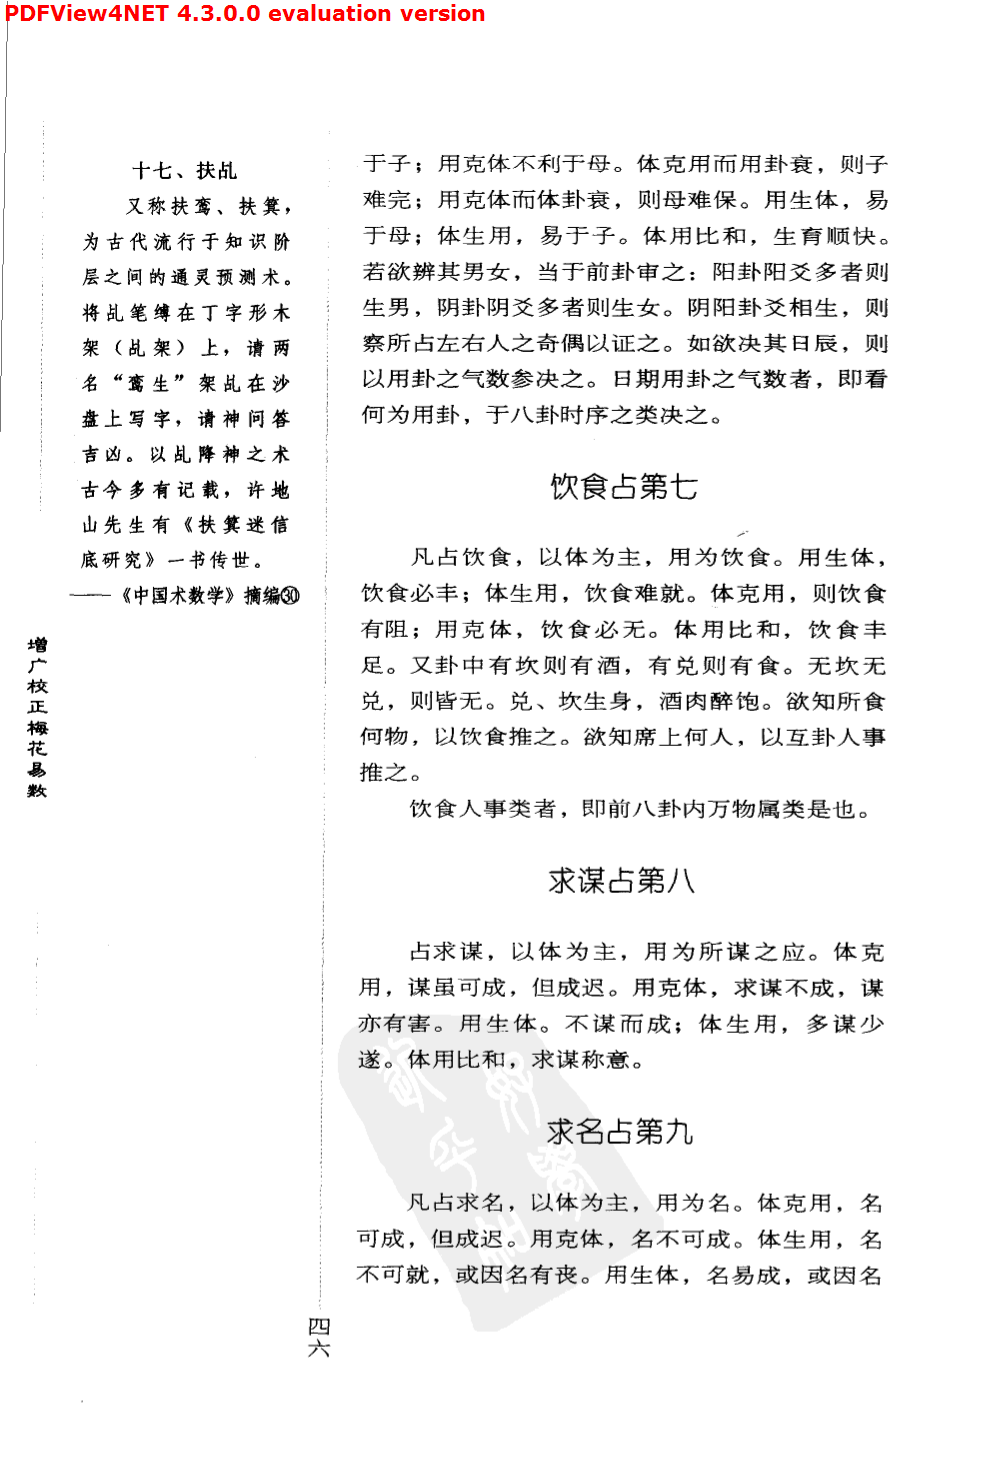 PDFView4NET 4.3.0.0 evaluation version
十七、扶乩
又称扶鸾、扶箕，
为古代流行于知识阶
层之间的通灵预测术。
将乩笔缚在丁字形木
架（乩架）上，请两
名“鸾生”架乩在沙
盘上写字，请神问答
吉凶。以乩降神之术
古今多有记载，许地
山先生有《扶箕迷信
底研究》一书传世。
——《中国术数学》摘编㉚
增广校正梅花易数
于子；用克体不利于母。体克用而用卦衰，则子
难完；用克体而体卦衰，则母难保。用生体，易
于母；体生用，易于子。体用比和，生育顺快。
若欲辨其男女，当于前卦审之：阳卦阳爻多者则
生男，阴卦阴爻多者则生女。阴阳卦爻相生，则
察所占左右人之奇偶以证之。如欲决其日辰，则
以用卦之气数参决之。日期用卦之气数者，即看
何为用卦，于八卦时序之类决之。
饮食占第七
凡占饮食，以体为主，用为饮食。用生体，
饮食必丰；体生用，饮食难就。体克用，则饮食
有阻；用克体，饮食必无。体用比和，饮食丰
足。又卦中有坎则有酒，有兑则有食。无坎无
兑，则皆无。兑、坎生身，酒肉醉饱。欲知所食
何物，以饮食推之。欲知席上何人，以互卦人事
推之。
饮食人事类者，即前八卦内万物属类是也。
求谋占第八
占求谋，以体为主，用为所谋之应。体克
用，谋虽可成，但成迟。用克体，求谋不成，谋
亦有害。用生体。不谋而成；体生用，多谋少
遂。体用比和，求谋称意。
求名占第九
凡占求名，以体为主，用为名。体克用，名
可成，但成迟。用克体，名不可成。体生用，名
不可就，或因名有丧。用生体，名易成，或因名
四六